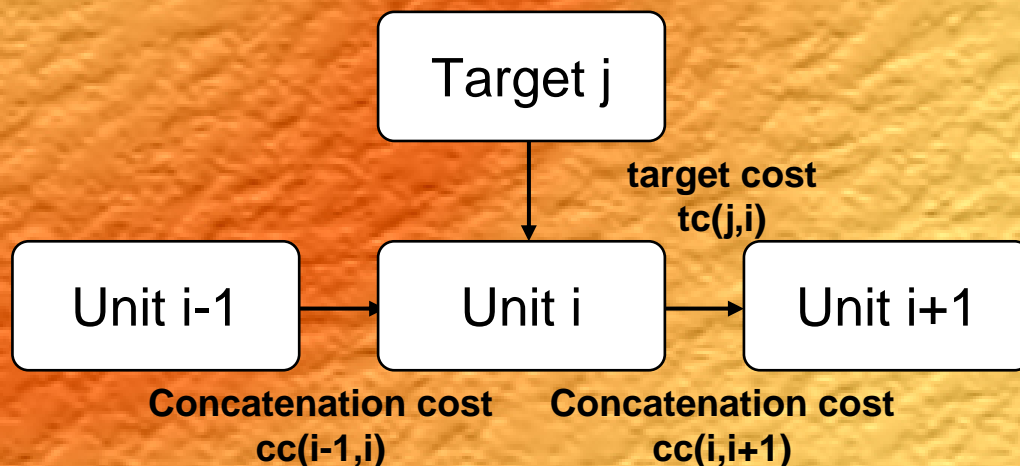 Target j
target cost
tc(j,i)
Unit i-1
Unit i
Unit i+1
Concatenation cost
cc(i-1,i)
Concatenation cost
cc(i,i+1)